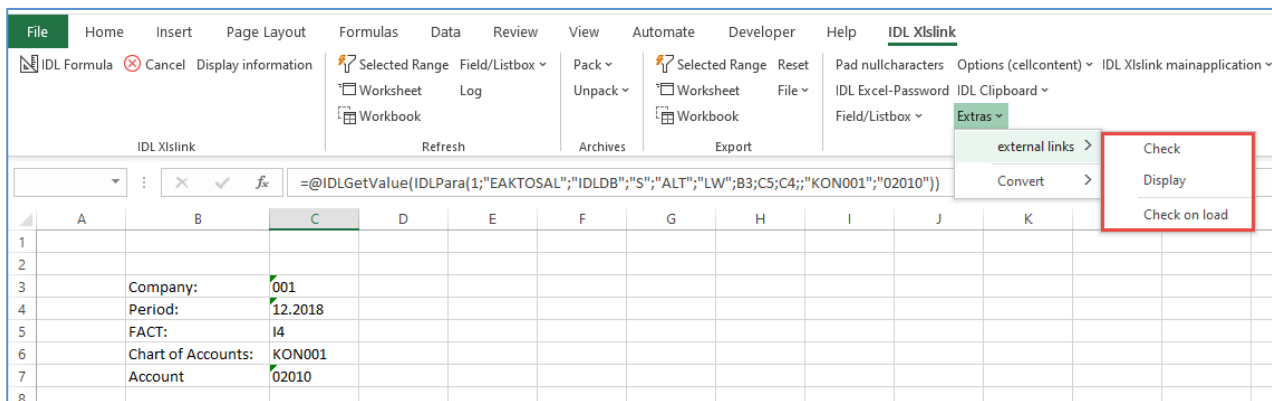 File Home Insert Page Layout Formulas Data Review View Automate Developer Help IDL Xlslink
IDL Formula Cancel Display information Selected Range Field/Listbox Pack Selected Range Reset Pad nullcharacters Options (cellcontent) IDL Xlslink mainapplication
Worksheet Log Unpack Worksheet File IDL Excel-Password IDL Clipboard
Workbook Workbook Field/Listbox Extras
IDL Xlslink Refresh Archives Export
external links Check
Convert Display
Check on load
fx =@IDLGetValue(IDLPara(1;"EAKTOSAL";"IDLDB";"S";"ALT";"LW";B3;C5;C4;;"KON001";"02010"))
A B C D E F G H I J K
1
2
3 Company: 001
4 Period: 12.2018
5 FACT: I4
6 Chart of Accounts: KON001
7 Account 02010
8